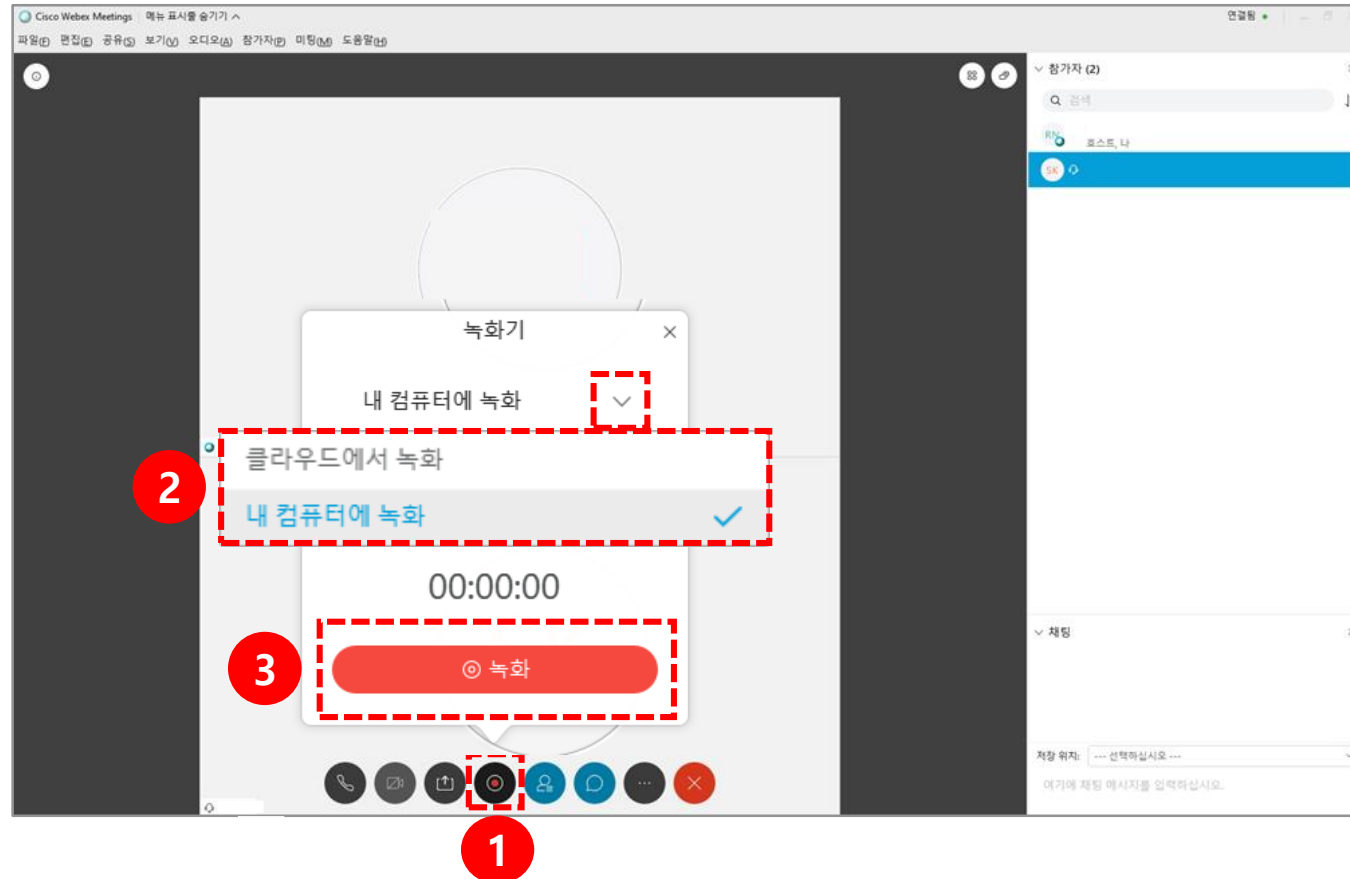 Cisco Webex Meetings 메뉴 표시줄 숨기기 연결됨
파일(F) 편집(E) 공유(S) 보기(V) 오디오(A) 참가자(P) 미팅(M) 도움말(H)
참가자 (2)
검색
RN
호스트, 나
SK
녹화기
내 컴퓨터에 녹화
2
클라우드에서 녹화
내 컴퓨터에 녹화
00:00:00
3
녹화
채팅
저장 위치: --- 선택하십시오 ---
여기에 채팅 메시지를 입력하십시오.
1